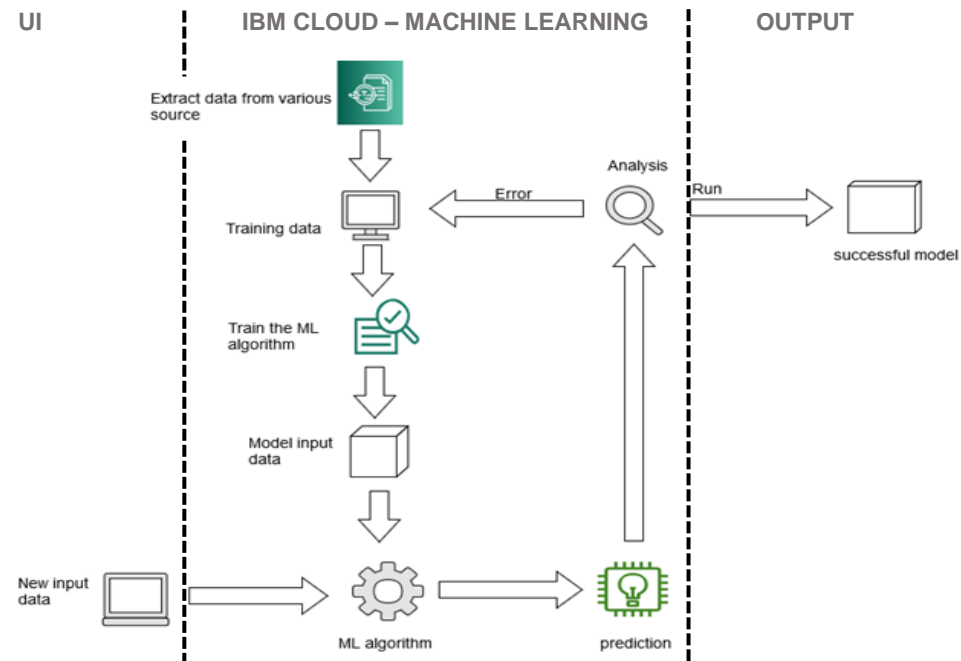 UI
IBM CLOUD – MACHINE LEARNING
OUTPUT
Extract data from various
source
Analysis
Error
Run
Training data
successful model
Train the ML
algorithm
Model input
data
New input
data
ML algorithm
prediction